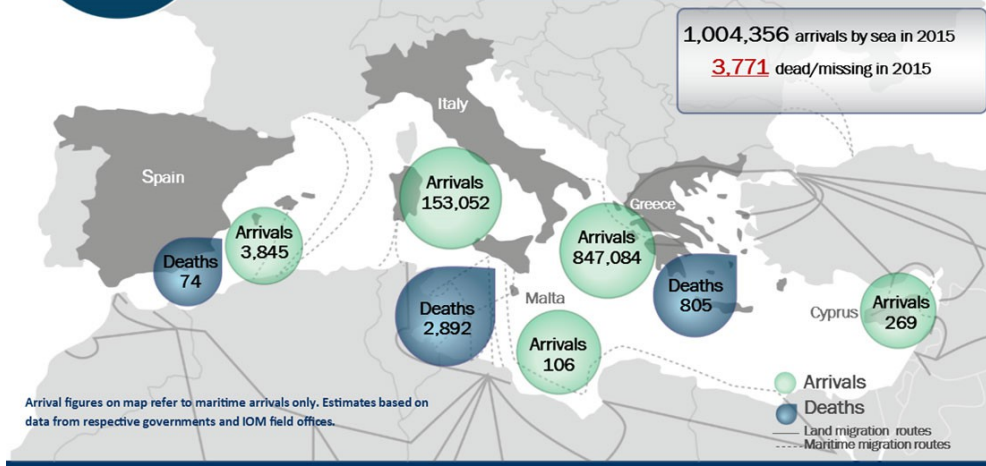 1,004,356 arrivals by sea in 2015
3,771 dead/missing in 2015
Italy
Spain
Arrivals
153,052
Greece
Arrivals
3,845
Arrivals
847,084
Deaths
74
Deaths
805
Malta
Deaths
2,892
Cyprus
Arrivals
269
Arrivals
106
Arrivals
Deaths
Land migration routes
Maritime migration routes
Arrival figures on map refer to maritime arrivals only. Estimates based on
data from respective governments and IOM field offices.